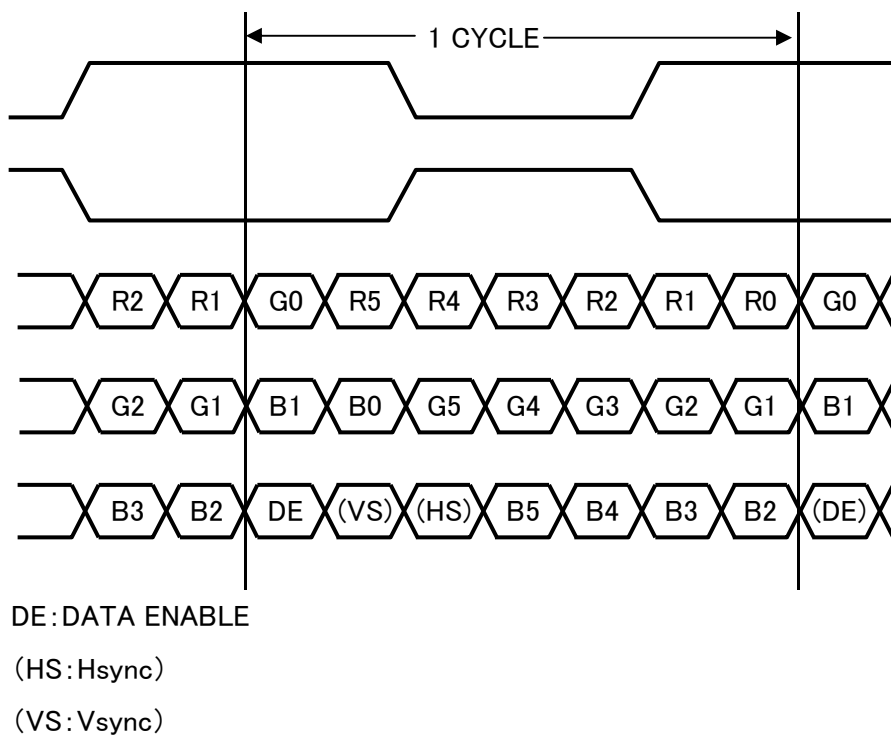 1 CYCLE
R2 R1 G0 R5 R4 R3 R2 R1 R0 G0
G2 G1 B1 B0 G5 G4 G3 G2 G1 B1
B3 B2 DE (VS) (HS) B5 B4 B3 B2 (DE)
DE:DATA ENABLE
(HS:Hsync)
(VS:Vsync)